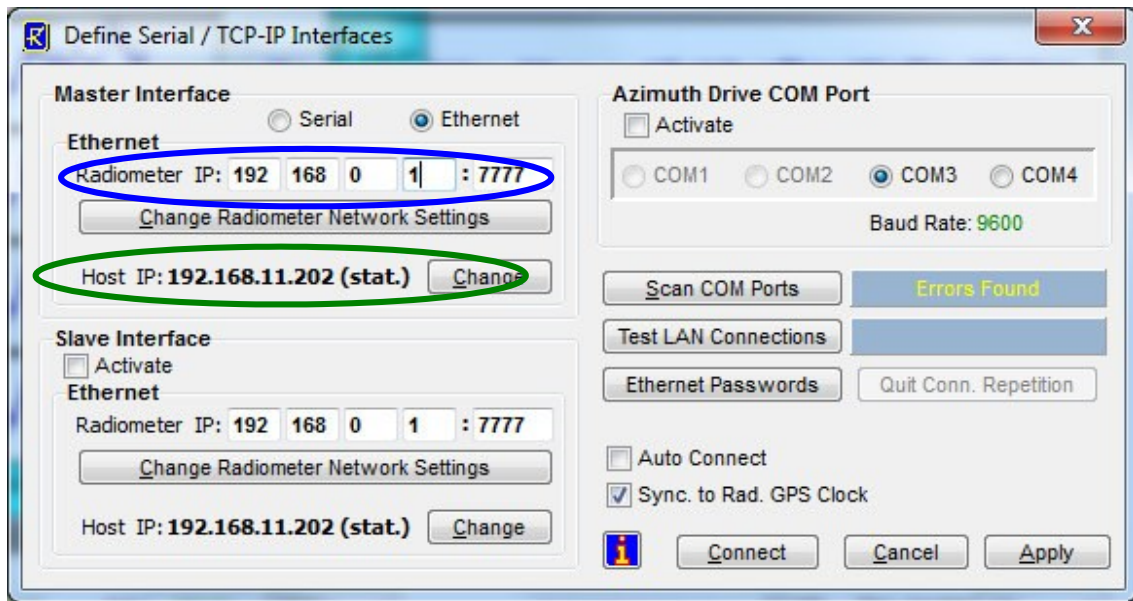 Define Serial / TCP-IP Interfaces
Master Interface
Serial Ethernet
Ethernet
Radiometer IP: 192 168 0 1 : 7777
Change Radiometer Network Settings
Host IP: 192.168.11.202 (stat.) Change
Slave Interface
Activate
Ethernet
Radiometer IP: 192 168 0 1 : 7777
Change Radiometer Network Settings
Host IP: 192.168.11.202 (stat.) Change
Azimuth Drive COM Port
Activate
COM1 COM2 COM3 COM4
Baud Rate: 9600
Scan COM Ports Errors Found
Test LAN Connections
Ethernet Passwords Quit Conn. Repetition
Auto Connect
Sync. to Rad. GPS Clock
i Connect Cancel Apply